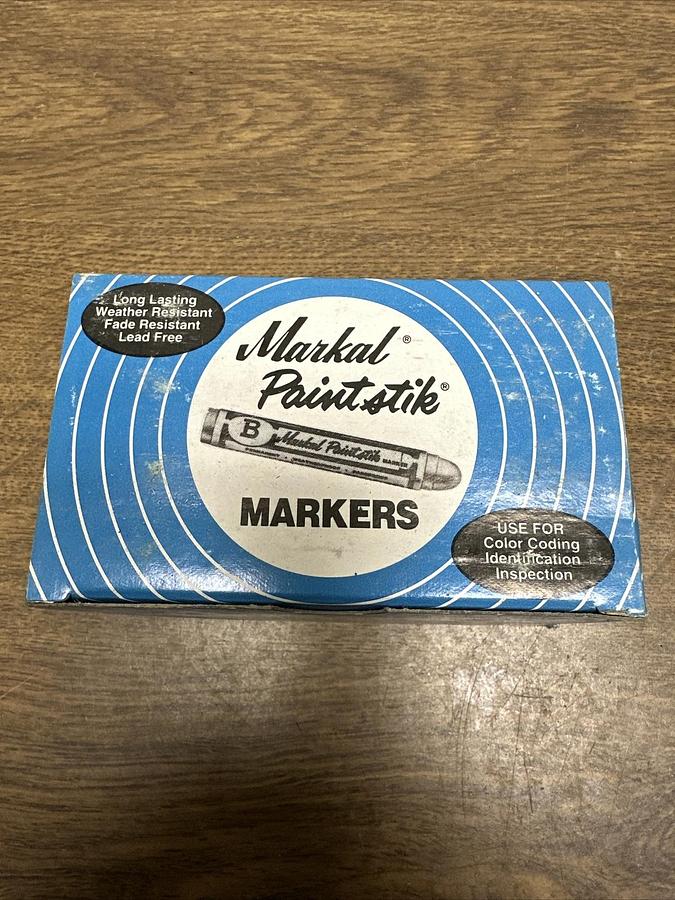 Long Lasting
Weather Resistant
Fade Resistant
Lead Free
Markal ®
Paintstik®
B Markal Paintstik MARKER
MARKERS
USE FOR
Color Coding
Identification
Inspection